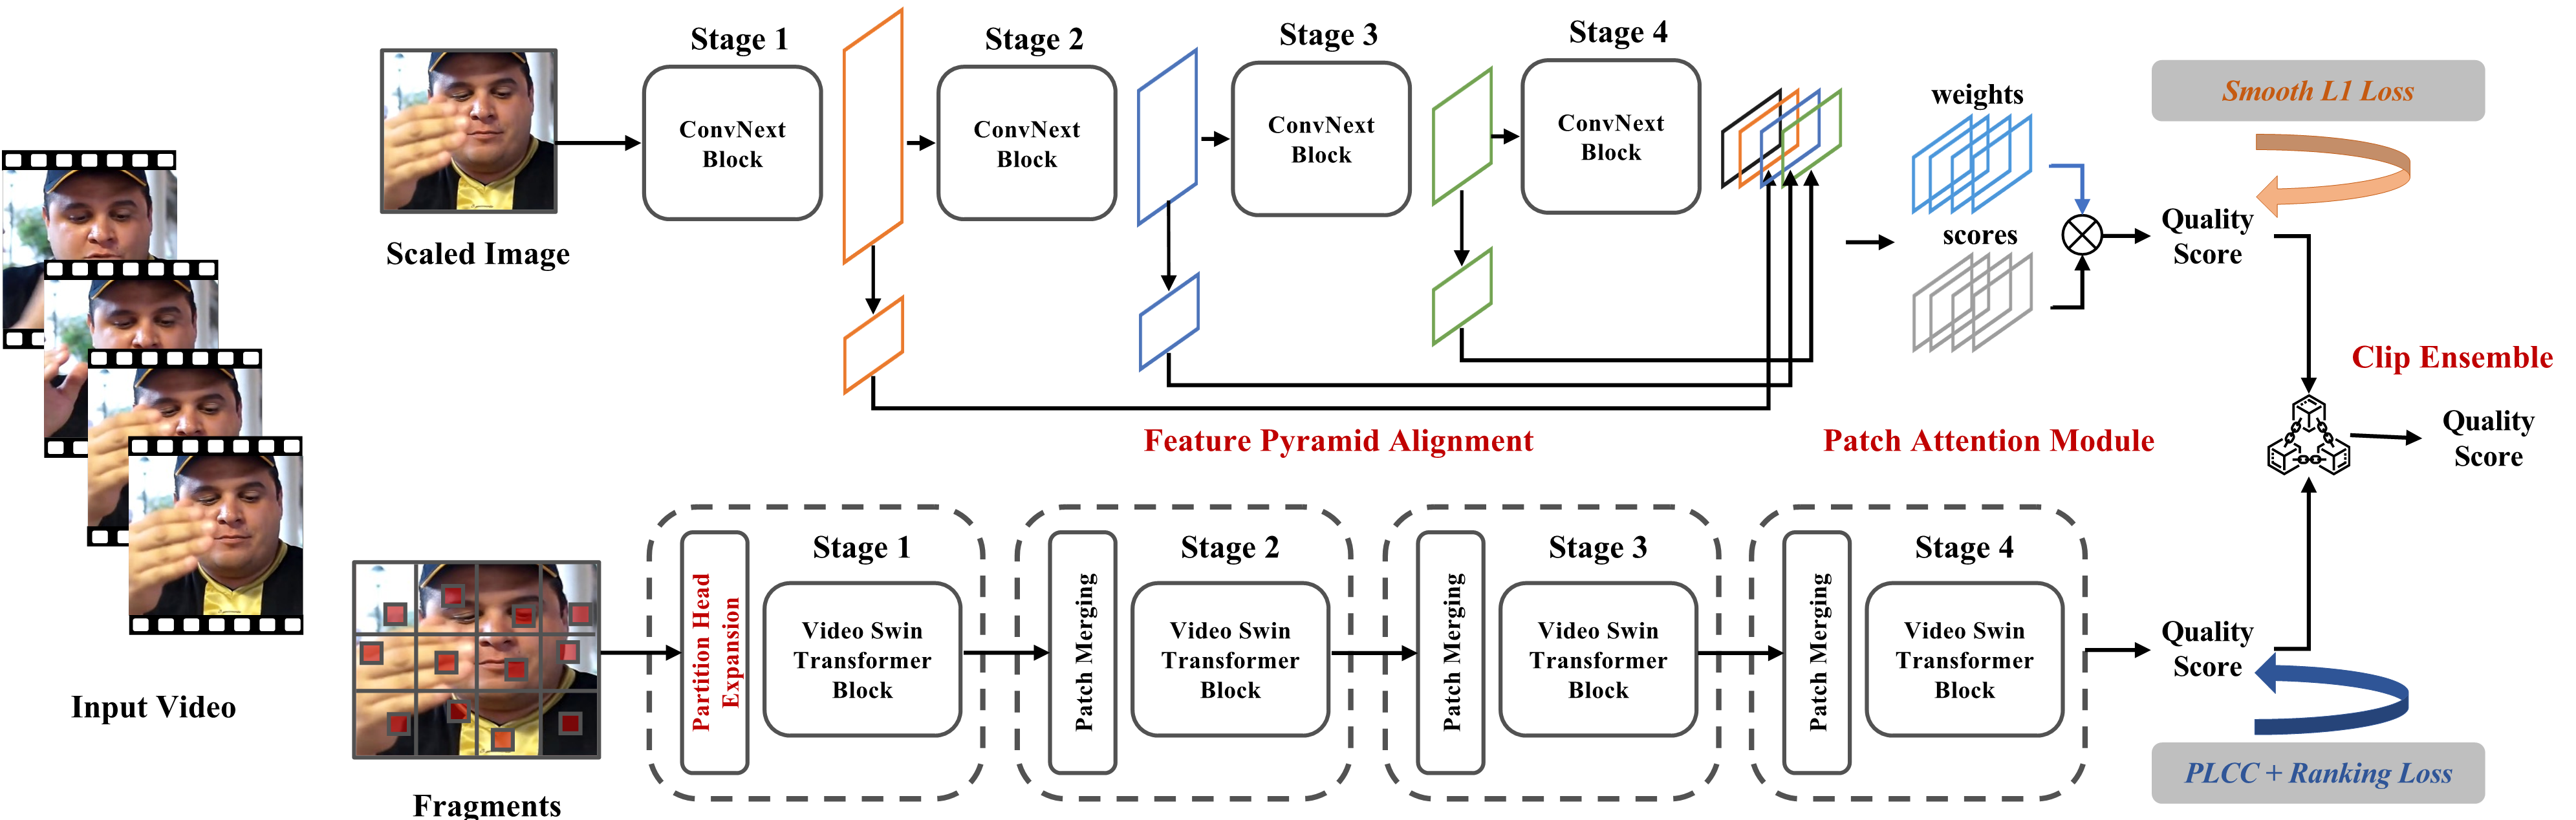 Stage 1
Stage 2
Stage 3
Stage 4
ConvNext
Block
ConvNext
Block
ConvNext
Block
ConvNext
Block
weights
scores
Smooth L1 Loss
Quality
Score
Scaled Image
Clip Ensemble
Feature Pyramid Alignment
Patch Attention Module
Quality
Score
Input Video
Fragments
Partition Head
Expansion
Stage 1
Video Swin
Transformer
Block
Patch Merging
Stage 2
Video Swin
Transformer
Block
Patch Merging
Stage 3
Video Swin
Transformer
Block
Patch Merging
Stage 4
Video Swin
Transformer
Block
Quality
Score
PLCC + Ranking Loss